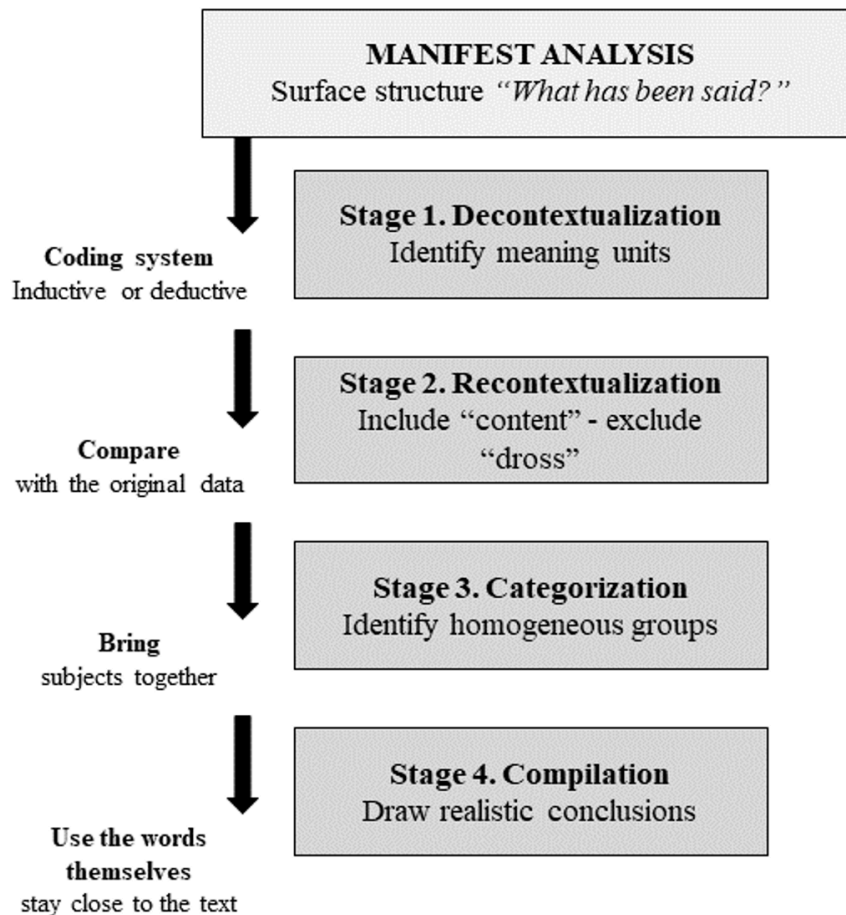 MANIFEST ANALYSIS
Surface structure “What has been said?”
Stage 1. Decontextualization
Identify meaning units
Coding system
Inductive or deductive
Stage 2. Recontextualization
Include “content” - exclude
“dross”
Compare
with the original data
Stage 3. Categorization
Identify homogeneous groups
Bring
subjects together
Stage 4. Compilation
Draw realistic conclusions
Use the words
themselves
stay close to the text